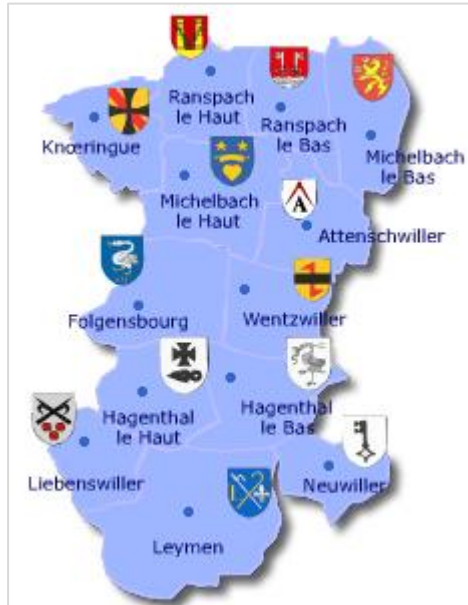 Ranspach
le Haut
Ranspach
le Bas
Knœringue
Michelbach
le Bas
Michelbach
le Haut
A
Attenschwiller
Folgensbourg
Wentzwiller
Hagenthal
le Haut
Hagenthal
le Bas
Liebenswiller
Neuwiller
Leymen